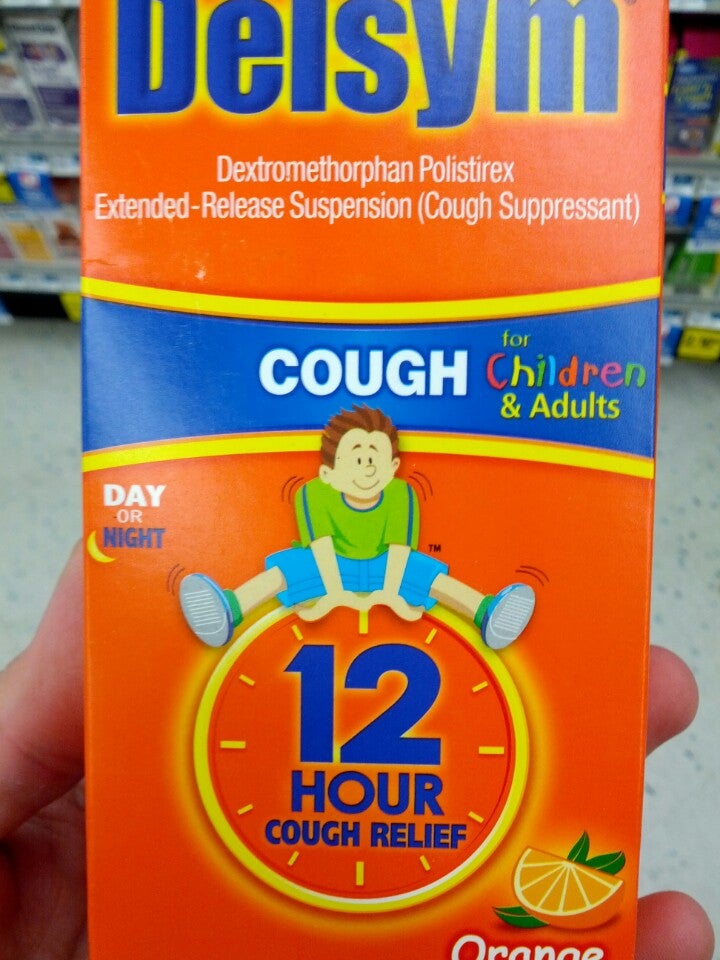 Delsym
Dextromethorphan Polistirex
Extended-Release Suspension (Cough Suppressant)
COUGH for Children & Adults
DAY
OR
NIGHT
TM
12
HOUR
COUGH RELIEF
Orange